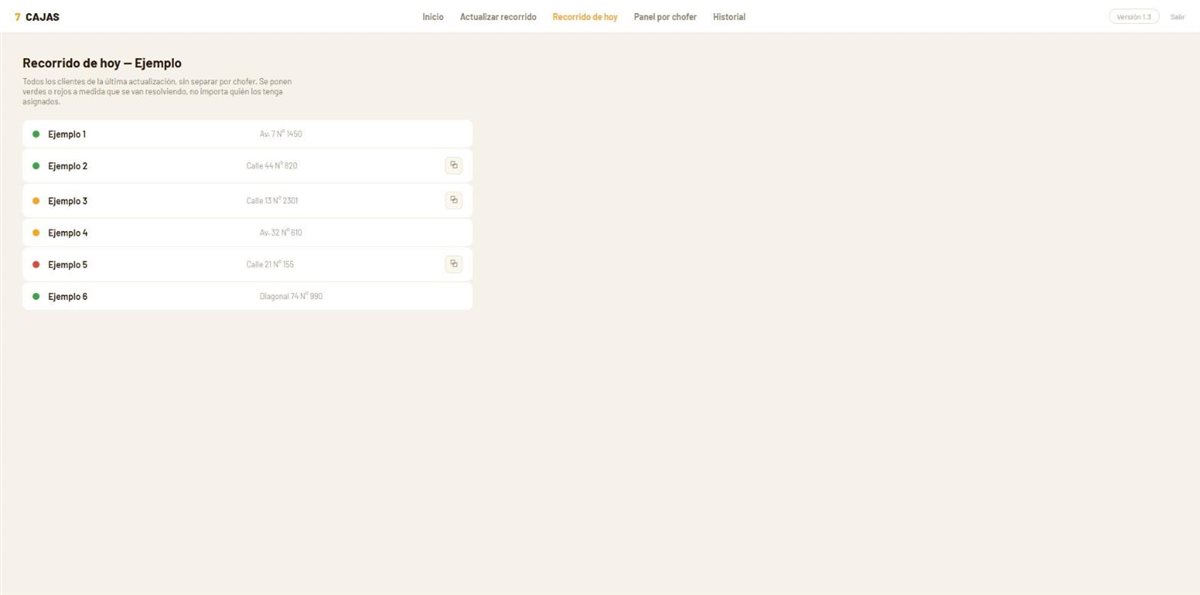 7 CAJAS
Inicio
Actualizar recorrido
Recorrido de hoy
Panel por chofer
Historial
Versión 1.3
Salir
Recorrido de hoy — Ejemplo
Todos los clientes de la última actualización, sin separar por chofer. Se ponen
verdes o rojos a medida que se van resolviendo, no importa quién los tenga
asignados.
Ejemplo 1 Av. 7 N° 1450
Ejemplo 2 Calle 44 N° 820
Ejemplo 3 Calle 13 N° 2301
Ejemplo 4 Av. 32 N° 610
Ejemplo 5 Calle 21 N° 155
Ejemplo 6 Diagonal 74 N° 990